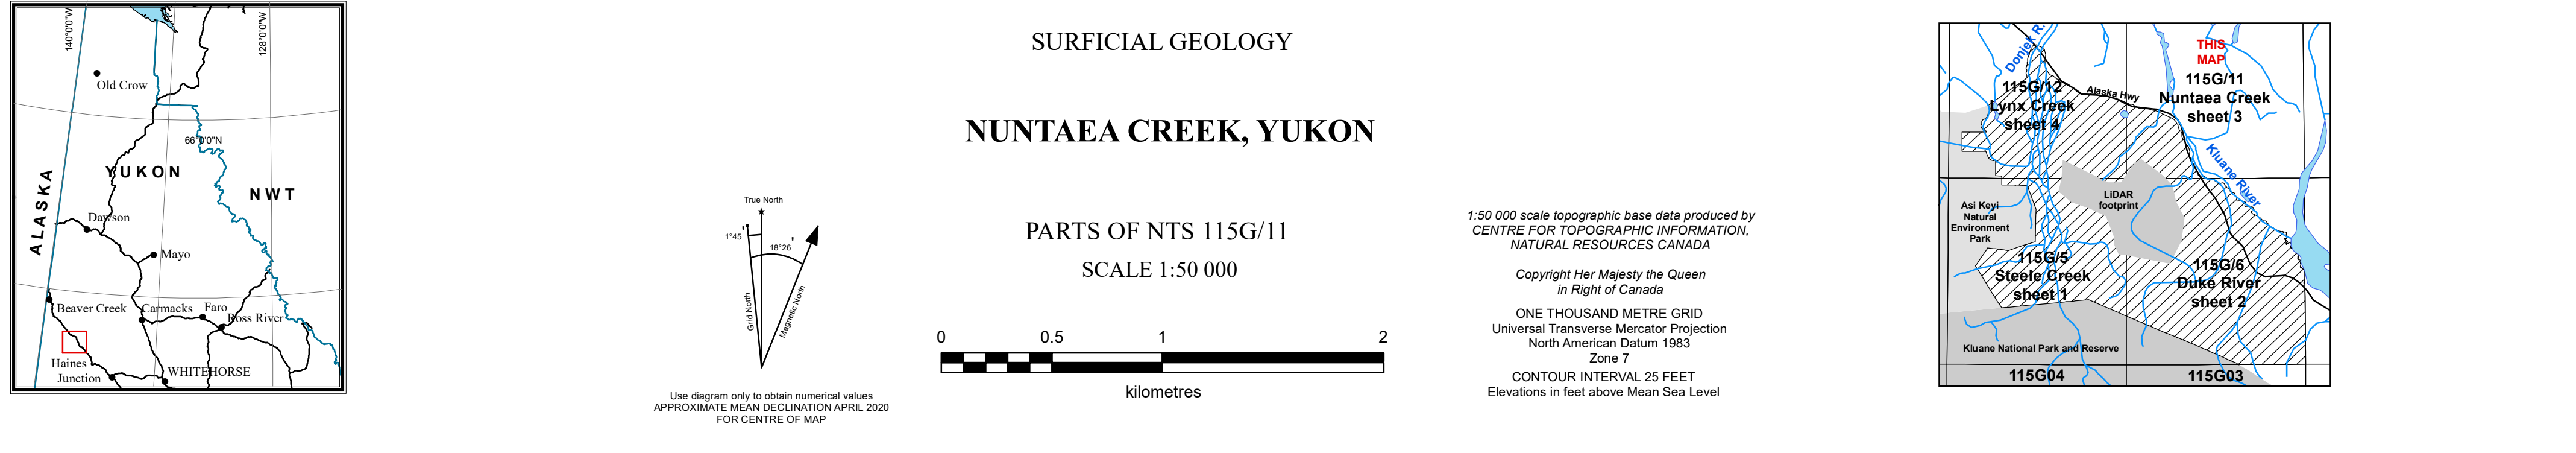 140°0'0"W
128°0'0"W
Old Crow
66°0'0"N
YUKON
ALASKA
NWT
Dawson
Mayo
Beaver Creek
Carmacks
Faro
Ross River
Haines
Junction
WHITEHORSE
True North
1°45'
18°26'
Grid North
Magnetic North
Use diagram only to obtain numerical values
APPROXIMATE MEAN DECLINATION APRIL 2020
FOR CENTRE OF MAP
SURFICIAL GEOLOGY
NUNTAEA CREEK, YUKON
PARTS OF NTS 115G/11
SCALE 1:50 000
0 0.5 1 2
kilometres
1:50 000 scale topographic base data produced by
CENTRE FOR TOPOGRAPHIC INFORMATION,
NATURAL RESOURCES CANADA
Copyright Her Majesty the Queen
in Right of Canada
ONE THOUSAND METRE GRID
Universal Transverse Mercator Projection
North American Datum 1983
Zone 7
CONTOUR INTERVAL 25 FEET
Elevations in feet above Mean Sea Level
Donjek R.
THIS
MAP
115G/11
Nuntaea Creek
sheet 3
115G/12
Lynx Creek
sheet 4
Alaska Hwy
Kluane River
LiDAR
footprint
Asi Keyi
Natural
Environment
Park
115G/5
Steele Creek
sheet 1
115G/6
Duke River
sheet 2
Kluane National Park and Reserve
115G04
115G03